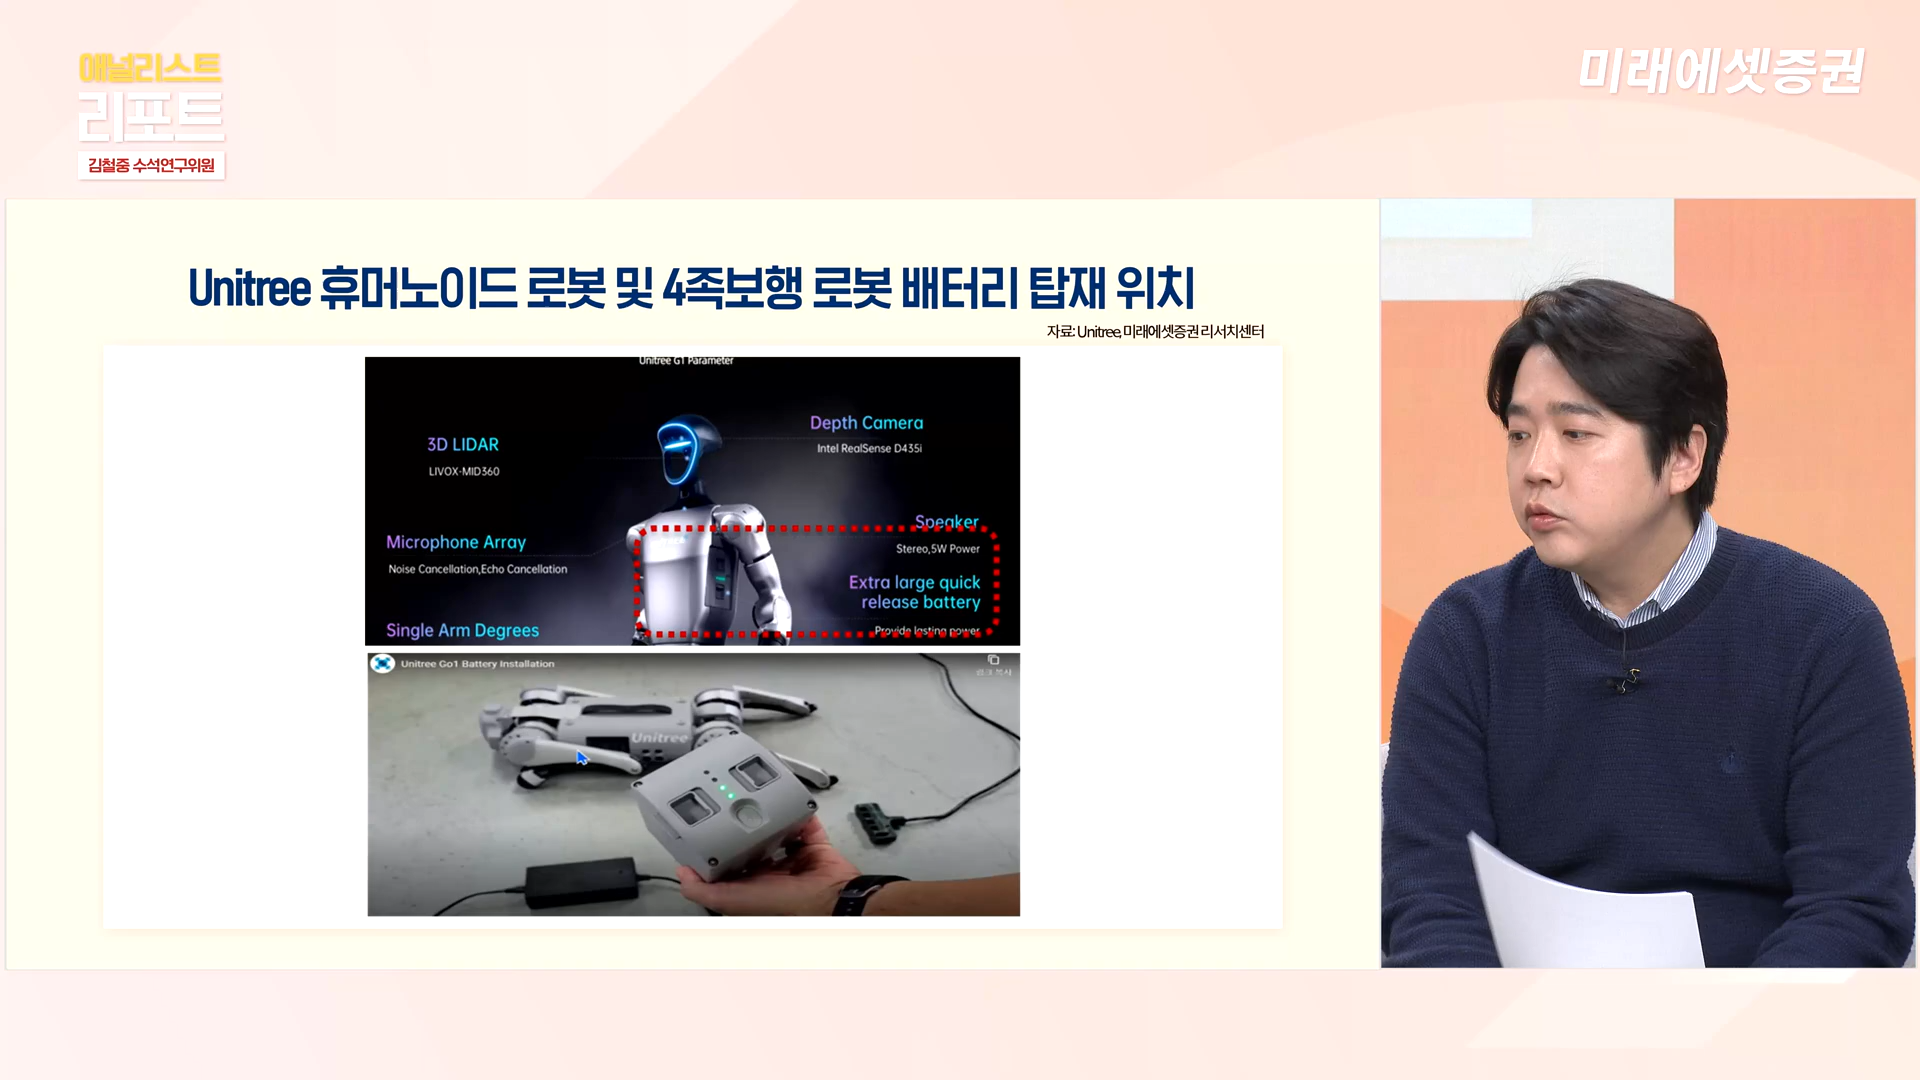 애널리스트
리포트
김철중 수석연구위원
미래에셋증권
Unitree 휴머노이드 로봇 및 4족보행 로봇 배터리 탑재 위치
자료: Unitree, 미래에셋증권 리서치센터
Unitree G1 Parameter
3D LIDAR
LIVOX-MID360
Depth Camera
Intel RealSense D435i
Microphone Array
Noise Cancellation,Echo Cancellation
Speaker
Stereo,5W Power
Extra large quick
release battery
Provide lasting power
Single Arm Degrees
Unitree Go1 Battery Installation
링크 복사
Unitree